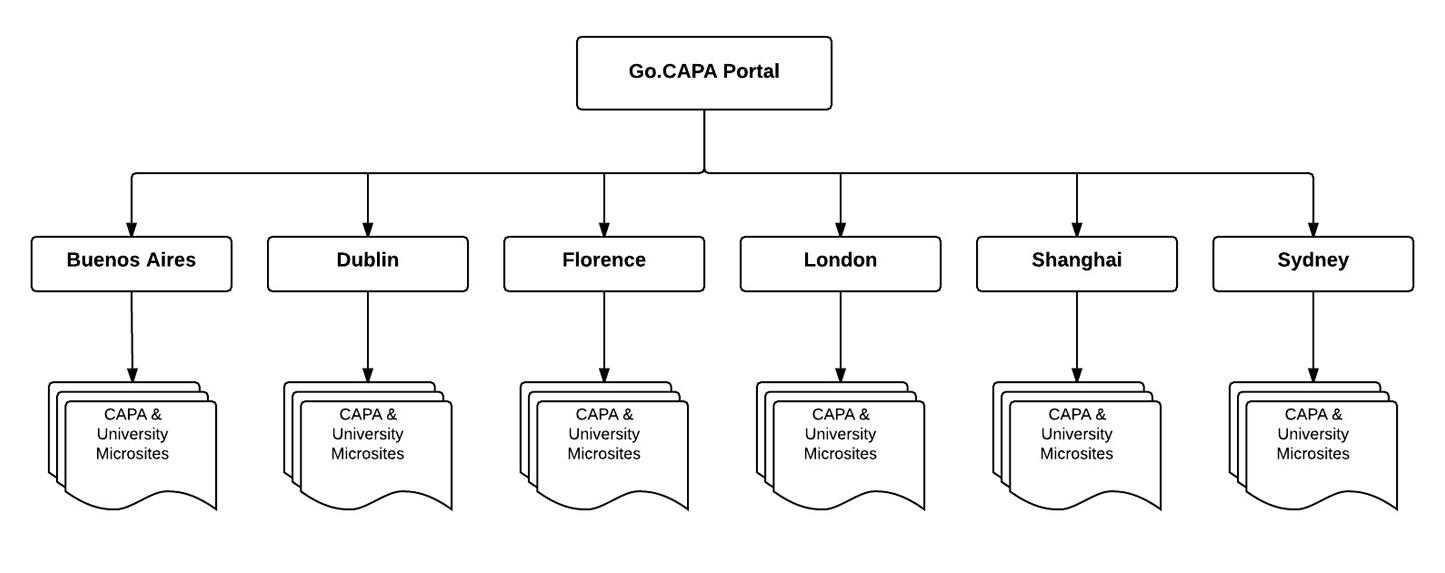 Go.CAPA Portal
Buenos Aires
Dublin
Florence
London
Shanghai
Sydney
CAPA &
University
Microsites
CAPA &
University
Microsites
CAPA &
University
Microsites
CAPA &
University
Microsites
CAPA &
University
Microsites
CAPA &
University
Microsites